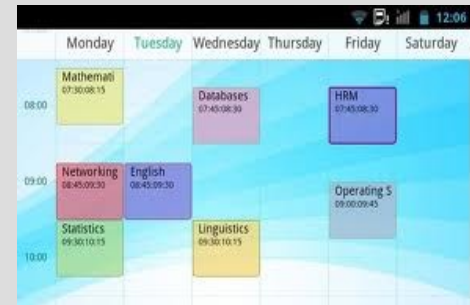 12:06
Monday Tuesday Wednesday Thursday Friday Saturday
Mathemati
07:30:08:15
08:00
Databases
07:45:08:30
HRM
07:45:08:30
09:00
Networking
08:45:09:30
English
08:45:09:30
Operating S
09:00:09:45
Statistics
09:30:10:15
Linguistics
09:30:10:15
10:00